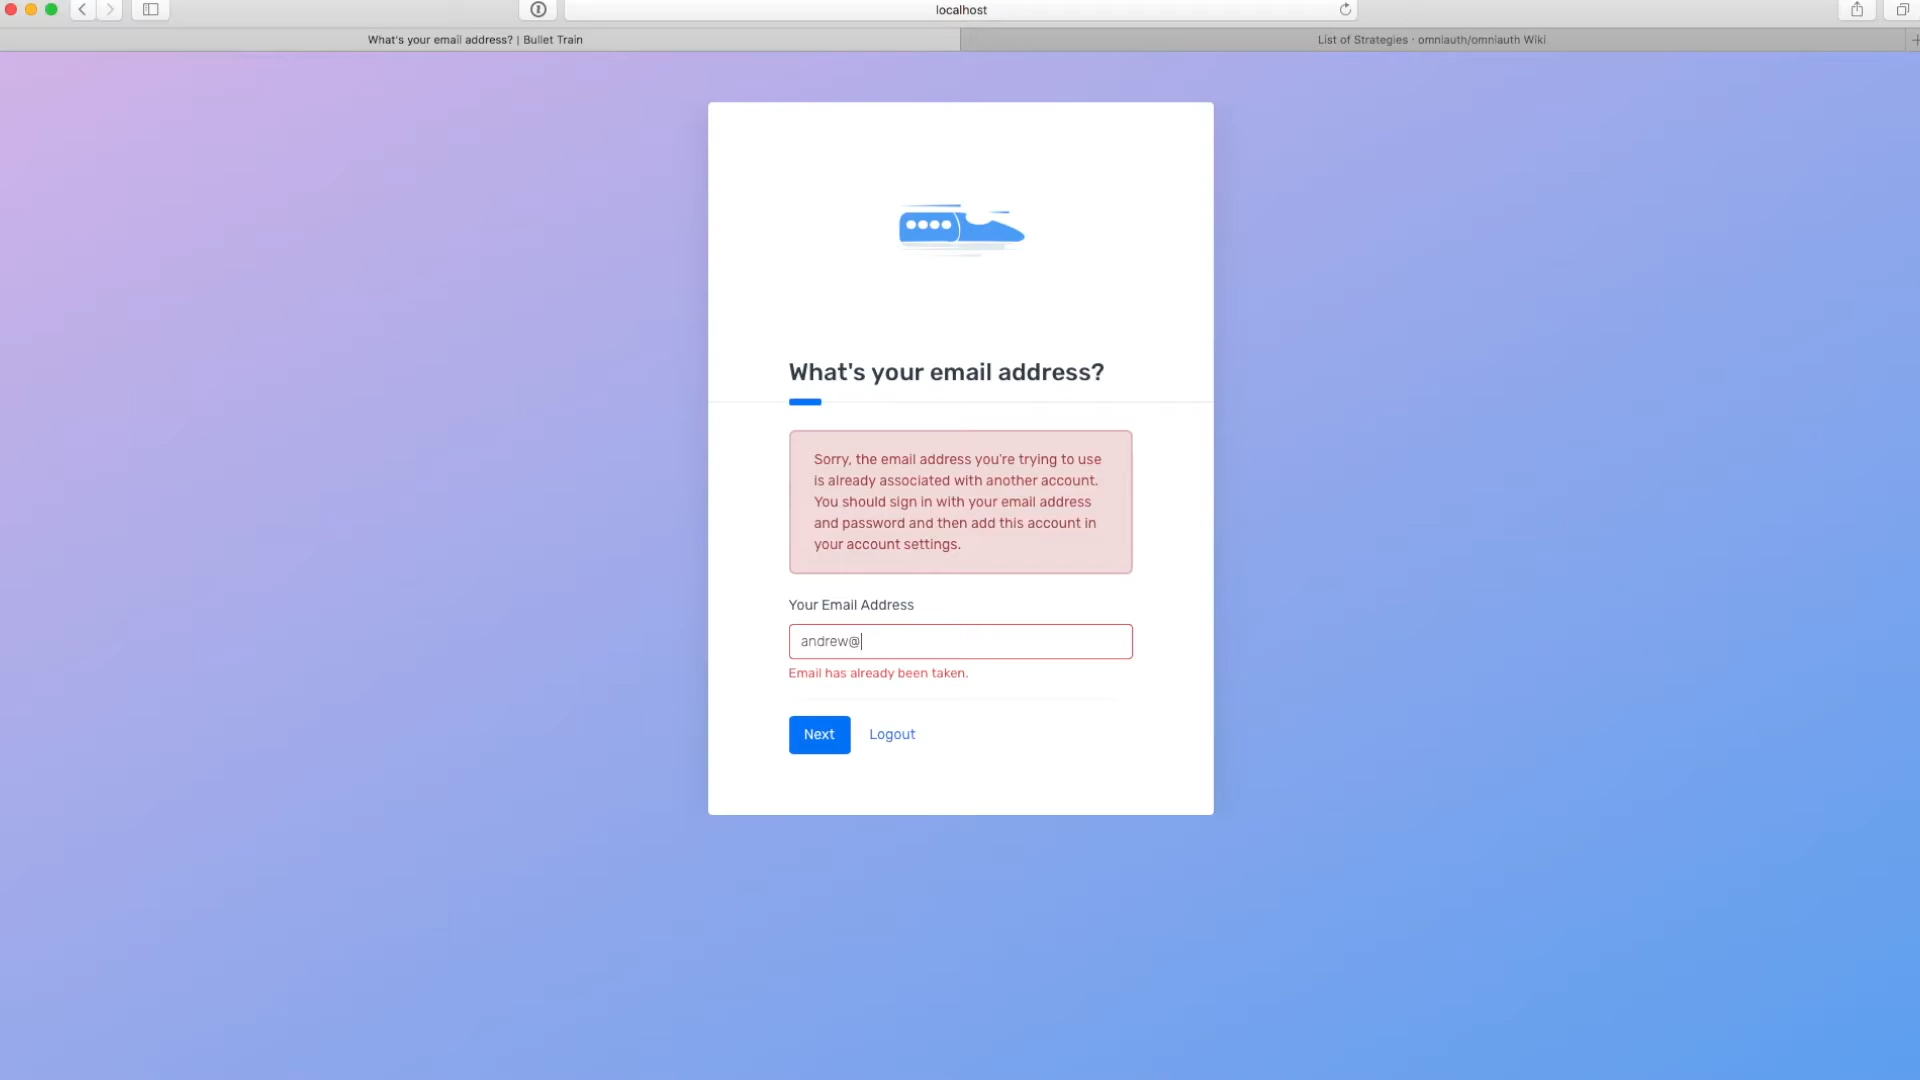 localhost
What's your email address? | Bullet Train
List of Strategies · omniauth/omniauth Wiki
What's your email address?
Sorry, the email address you're trying to use
is already associated with another account.
You should sign in with your email address
and password and then add this account in
your account settings.
Your Email Address
andrew@
Email has already been taken.
Next
Logout